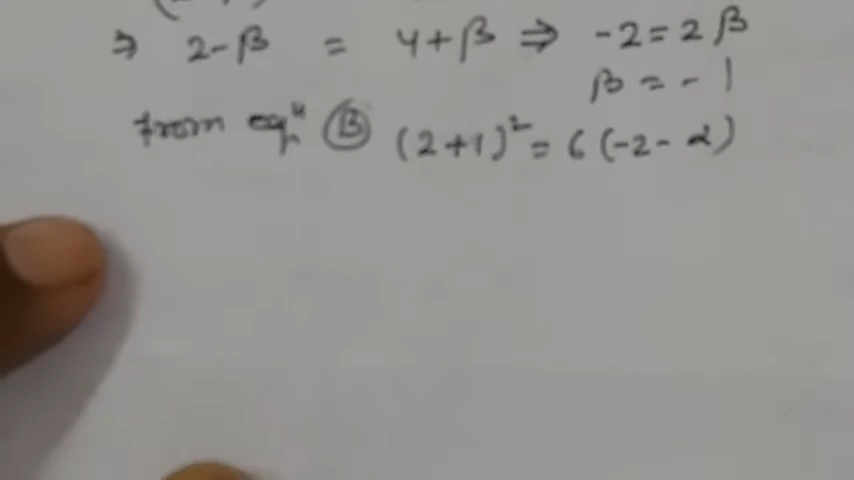 ⇒ 2-β = 4+β ⇒ -2=2β
β = -1
from eqⁿ Ⓑ (2+1)² = 6(-2-α)